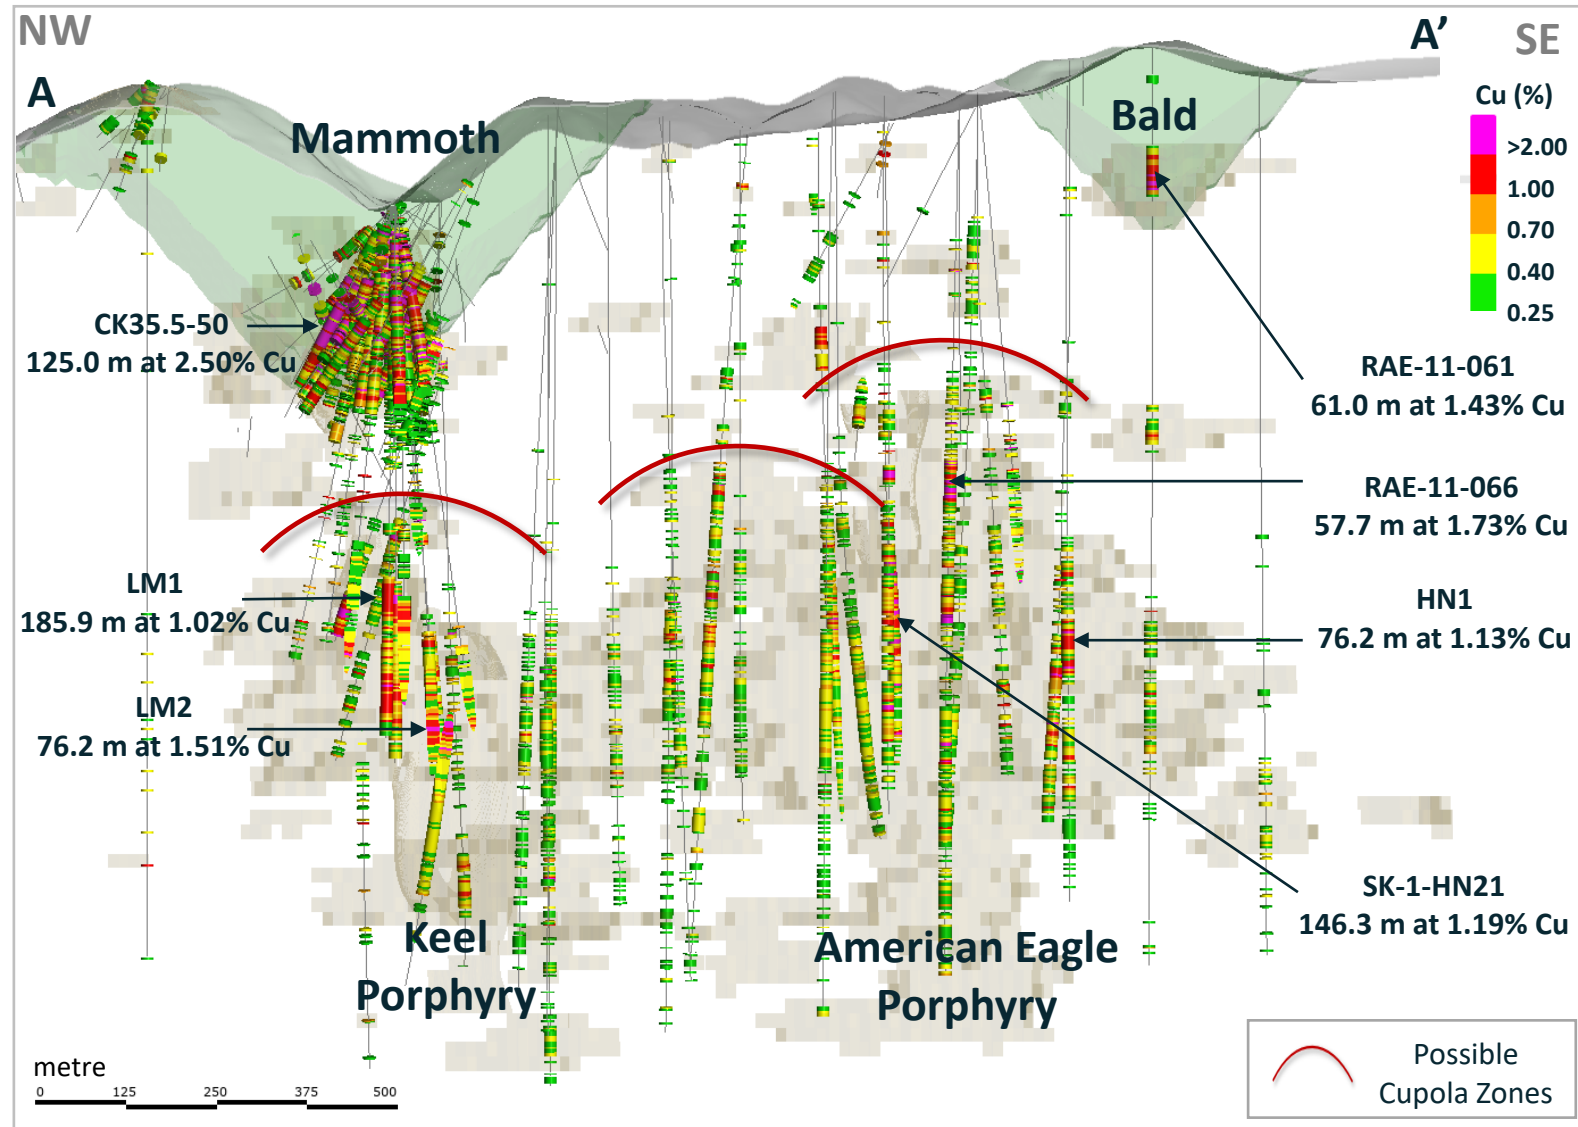 NW
A’
SE
A
Cu (%)
Mammoth
Bald
>2.00
1.00
0.70
0.40
0.25
CK35.5-50
125.0 m at 2.50% Cu
RAE-11-061
61.0 m at 1.43% Cu
RAE-11-066
57.7 m at 1.73% Cu
LM1
185.9 m at 1.02% Cu
HN1
76.2 m at 1.13% Cu
LM2
76.2 m at 1.51% Cu
SK-1-HN21
146.3 m at 1.19% Cu
Keel
Porphyry
American Eagle
Porphyry
metre
0 125 250 375 500
Possible
Cupola Zones